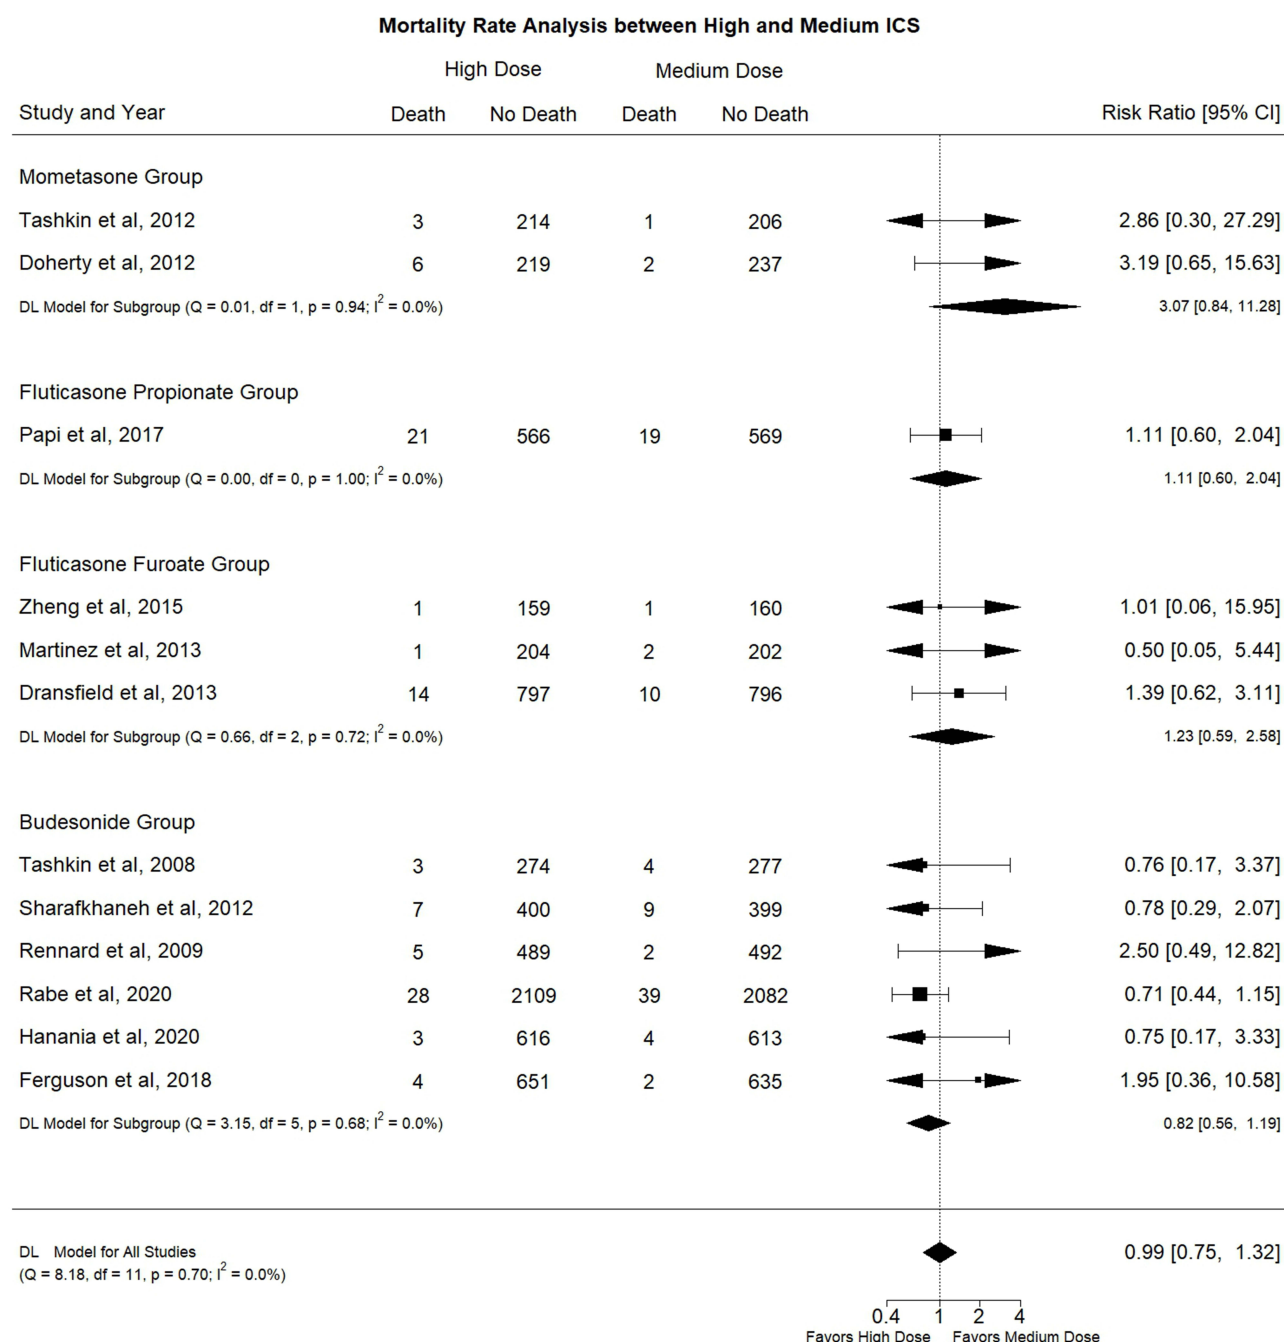 Mortality Rate Analysis between High and Medium ICS
High Dose Medium Dose
Study and Year Death No Death Death No Death Risk Ratio [95% CI]
Mometasone Group
Tashkin et al, 2012 3 214 1 206 2.86 [0.30, 27.29]
Doherty et al, 2012 6 219 2 237 3.19 [0.65, 15.63]
DL Model for Subgroup (Q = 0.01, df = 1, p = 0.94; I² = 0.0%) 3.07 [0.84, 11.28]
Fluticasone Propionate Group
Papi et al, 2017 21 566 19 569 1.11 [0.60, 2.04]
DL Model for Subgroup (Q = 0.00, df = 0, p = 1.00; I² = 0.0%) 1.11 [0.60, 2.04]
Fluticasone Furoate Group
Zheng et al, 2015 1 159 1 160 1.01 [0.06, 15.95]
Martinez et al, 2013 1 204 2 202 0.50 [0.05, 5.44]
Dransfield et al, 2013 14 797 10 796 1.39 [0.62, 3.11]
DL Model for Subgroup (Q = 0.66, df = 2, p = 0.72; I² = 0.0%) 1.23 [0.59, 2.58]
Budesonide Group
Tashkin et al, 2008 3 274 4 277 0.76 [0.17, 3.37]
Sharafkhaneh et al, 2012 7 400 9 399 0.78 [0.29, 2.07]
Rennard et al, 2009 5 489 2 492 2.50 [0.49, 12.82]
Rabe et al, 2020 28 2109 39 2082 0.71 [0.44, 1.15]
Hanania et al, 2020 3 616 4 613 0.75 [0.17, 3.33]
Ferguson et al, 2018 4 651 2 635 1.95 [0.36, 10.58]
DL Model for Subgroup (Q = 3.15, df = 5, p = 0.68; I² = 0.0%) 0.82 [0.56, 1.19]
DL Model for All Studies 0.99 [0.75, 1.32]
(Q = 8.18, df = 11, p = 0.70; I² = 0.0%)
0.4 1 2 4
Favors High Dose Favors Medium Dose